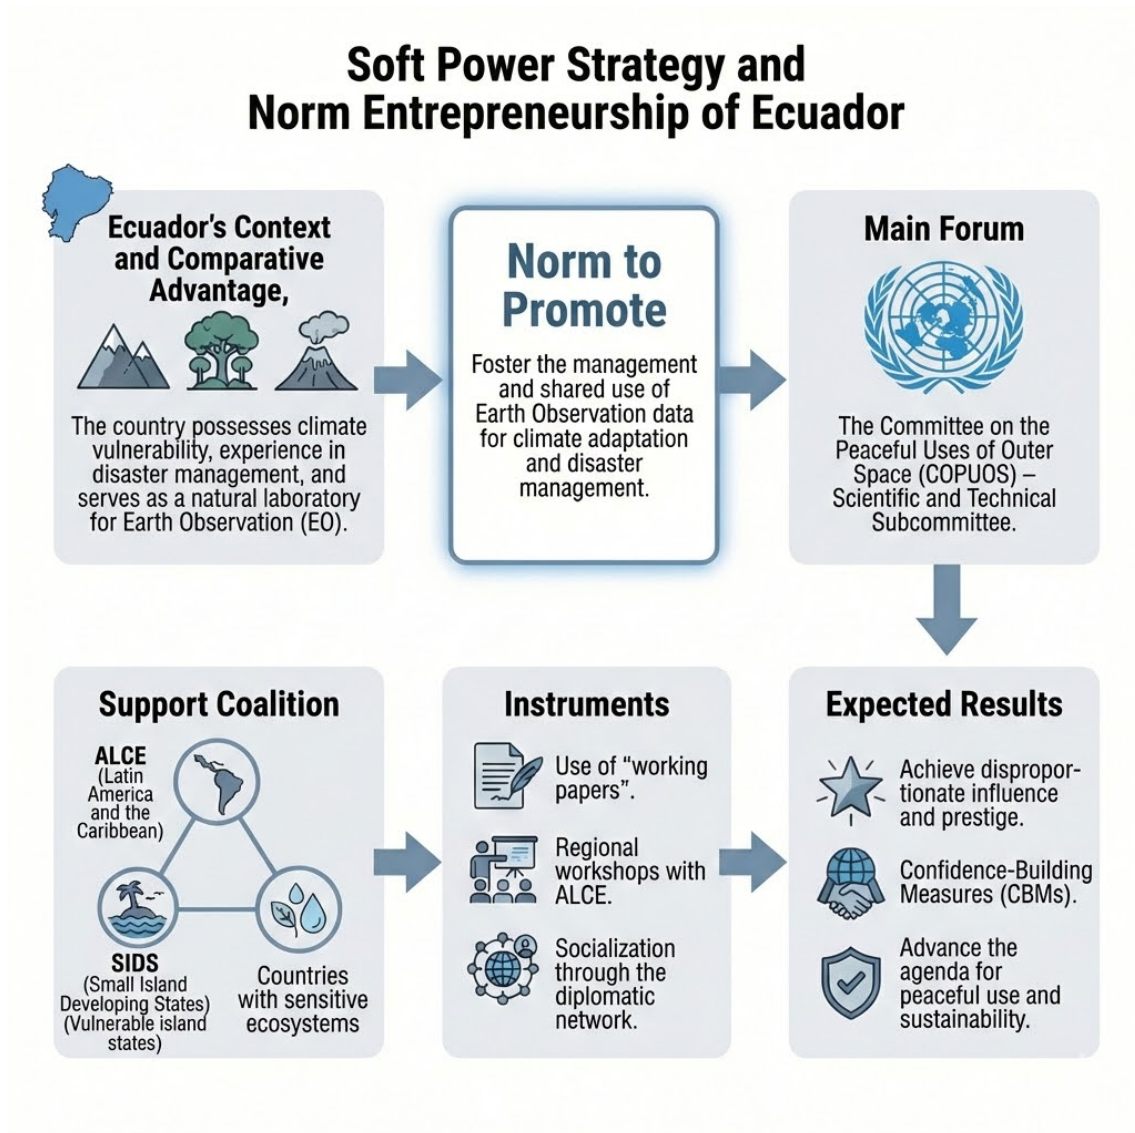 Soft Power Strategy and
Norm Entrepreneurship of Ecuador
Ecuador's Context
and Comparative
Advantage,
The country possesses climate
vulnerability, experience in
disaster management, and
serves as a natural laboratory
for Earth Observation (EO).
Norm to
Promote
Foster the management
and shared use of
Earth Observation data
for climate adaptation
and disaster
management.
Main Forum
The Committee on the
Peaceful Uses of Outer
Space (COPUOS) –
Scientific and Technical
Subcommittee.
Support Coalition
ALCE
(Latin
America
and the
Caribbean)
SIDS
(Small Island
Developing States)
(Vulnerable island
states)
Countries
with sensitive
ecosystems
Instruments
Use of “working
papers”.
Regional
workshops with
ALCE.
Socialization
through the
diplomatic
network.
Expected Results
Achieve dispropor-
tionate influence
and prestige.
Confidence-Building
Measures (CBMs).
Advance the
agenda for
peaceful use and
sustainability.